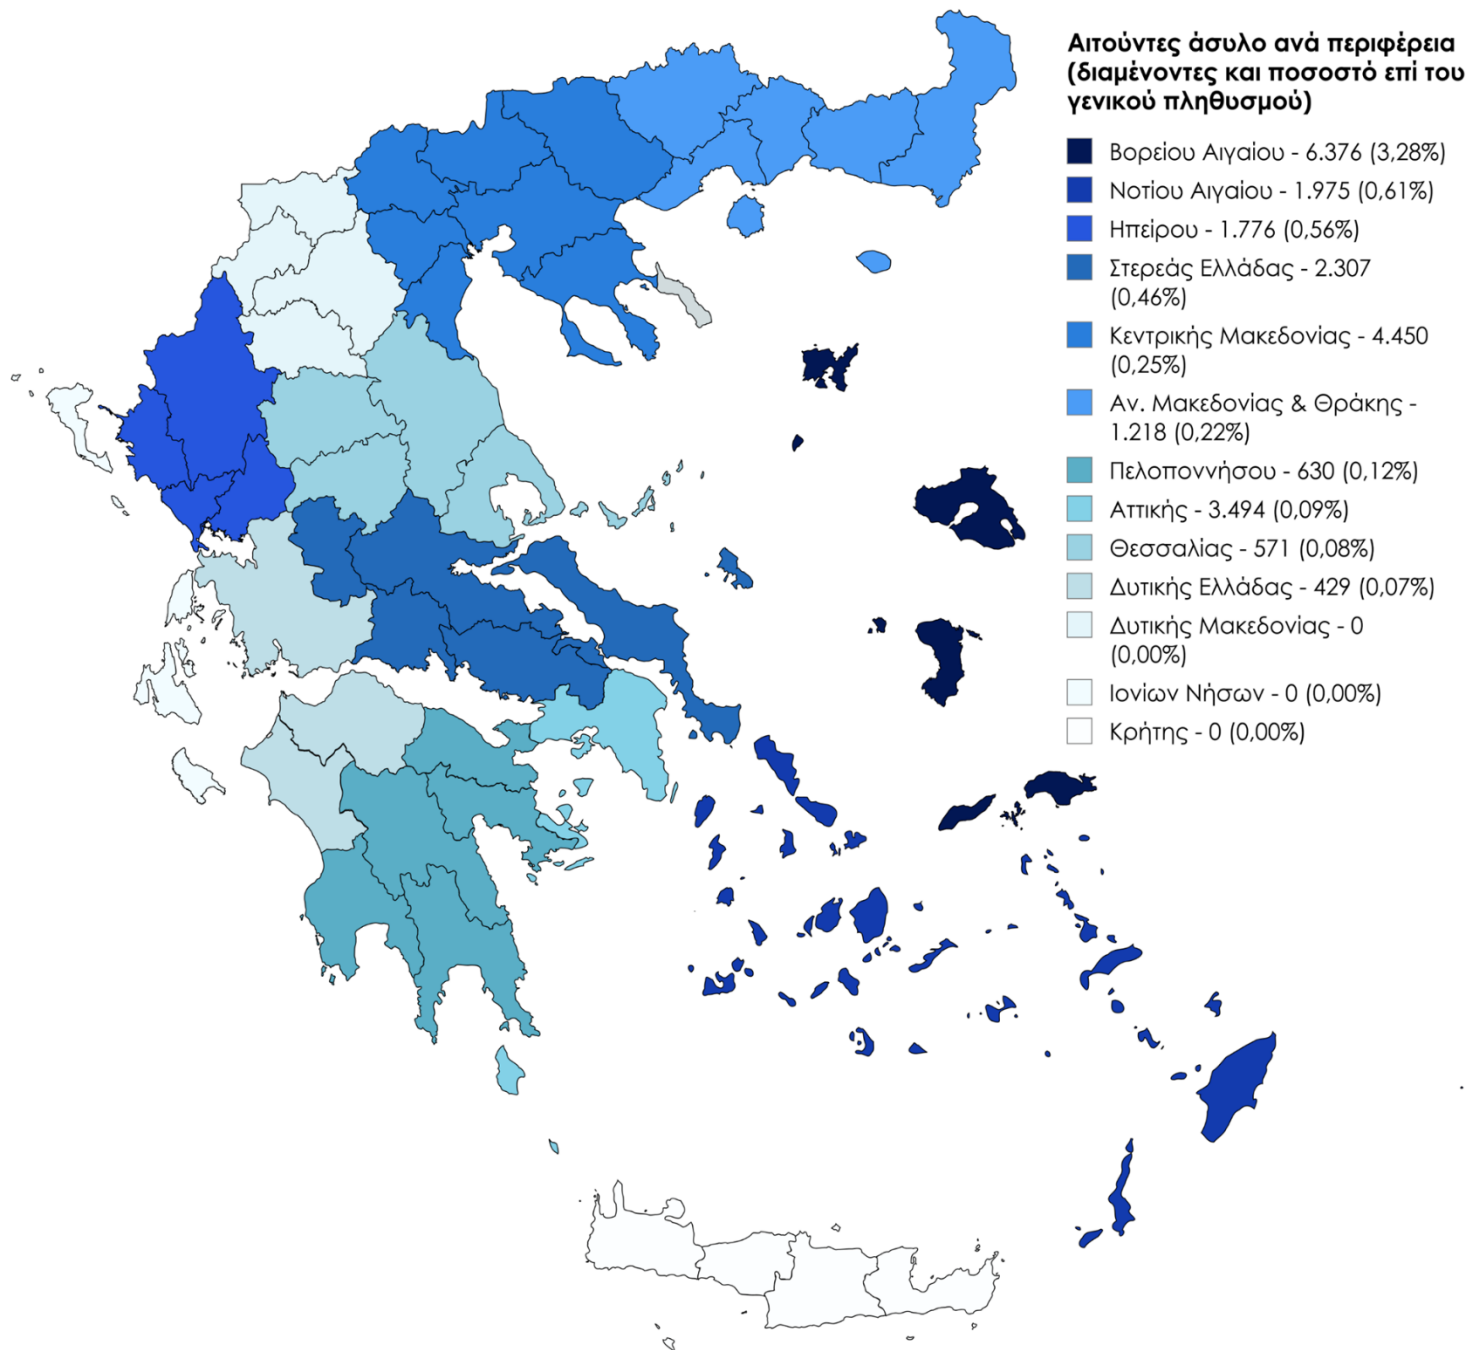 Αιτούντες άσυλο ανά περιφέρεια
(διαμένοντες και ποσοστό επί του
γενικού πληθυσμού)
Βορείου Αιγαίου - 6.376 (3,28%)
Νοτίου Αιγαίου - 1.975 (0,61%)
Ηπείρου - 1.776 (0,56%)
Στερεάς Ελλάδας - 2.307
(0,46%)
Κεντρικής Μακεδονίας - 4.450
(0,25%)
Αν. Μακεδονίας & Θράκης -
1.218 (0,22%)
Πελοποννήσου - 630 (0,12%)
Αττικής - 3.494 (0,09%)
Θεσσαλίας - 571 (0,08%)
Δυτικής Ελλάδας - 429 (0,07%)
Δυτικής Μακεδονίας - 0
(0,00%)
Ιονίων Νήσων - 0 (0,00%)
Κρήτης - 0 (0,00%)